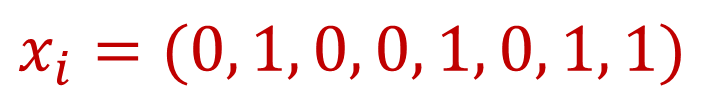 xᵢ = (0, 1, 0, 0, 1, 0, 1, 1)